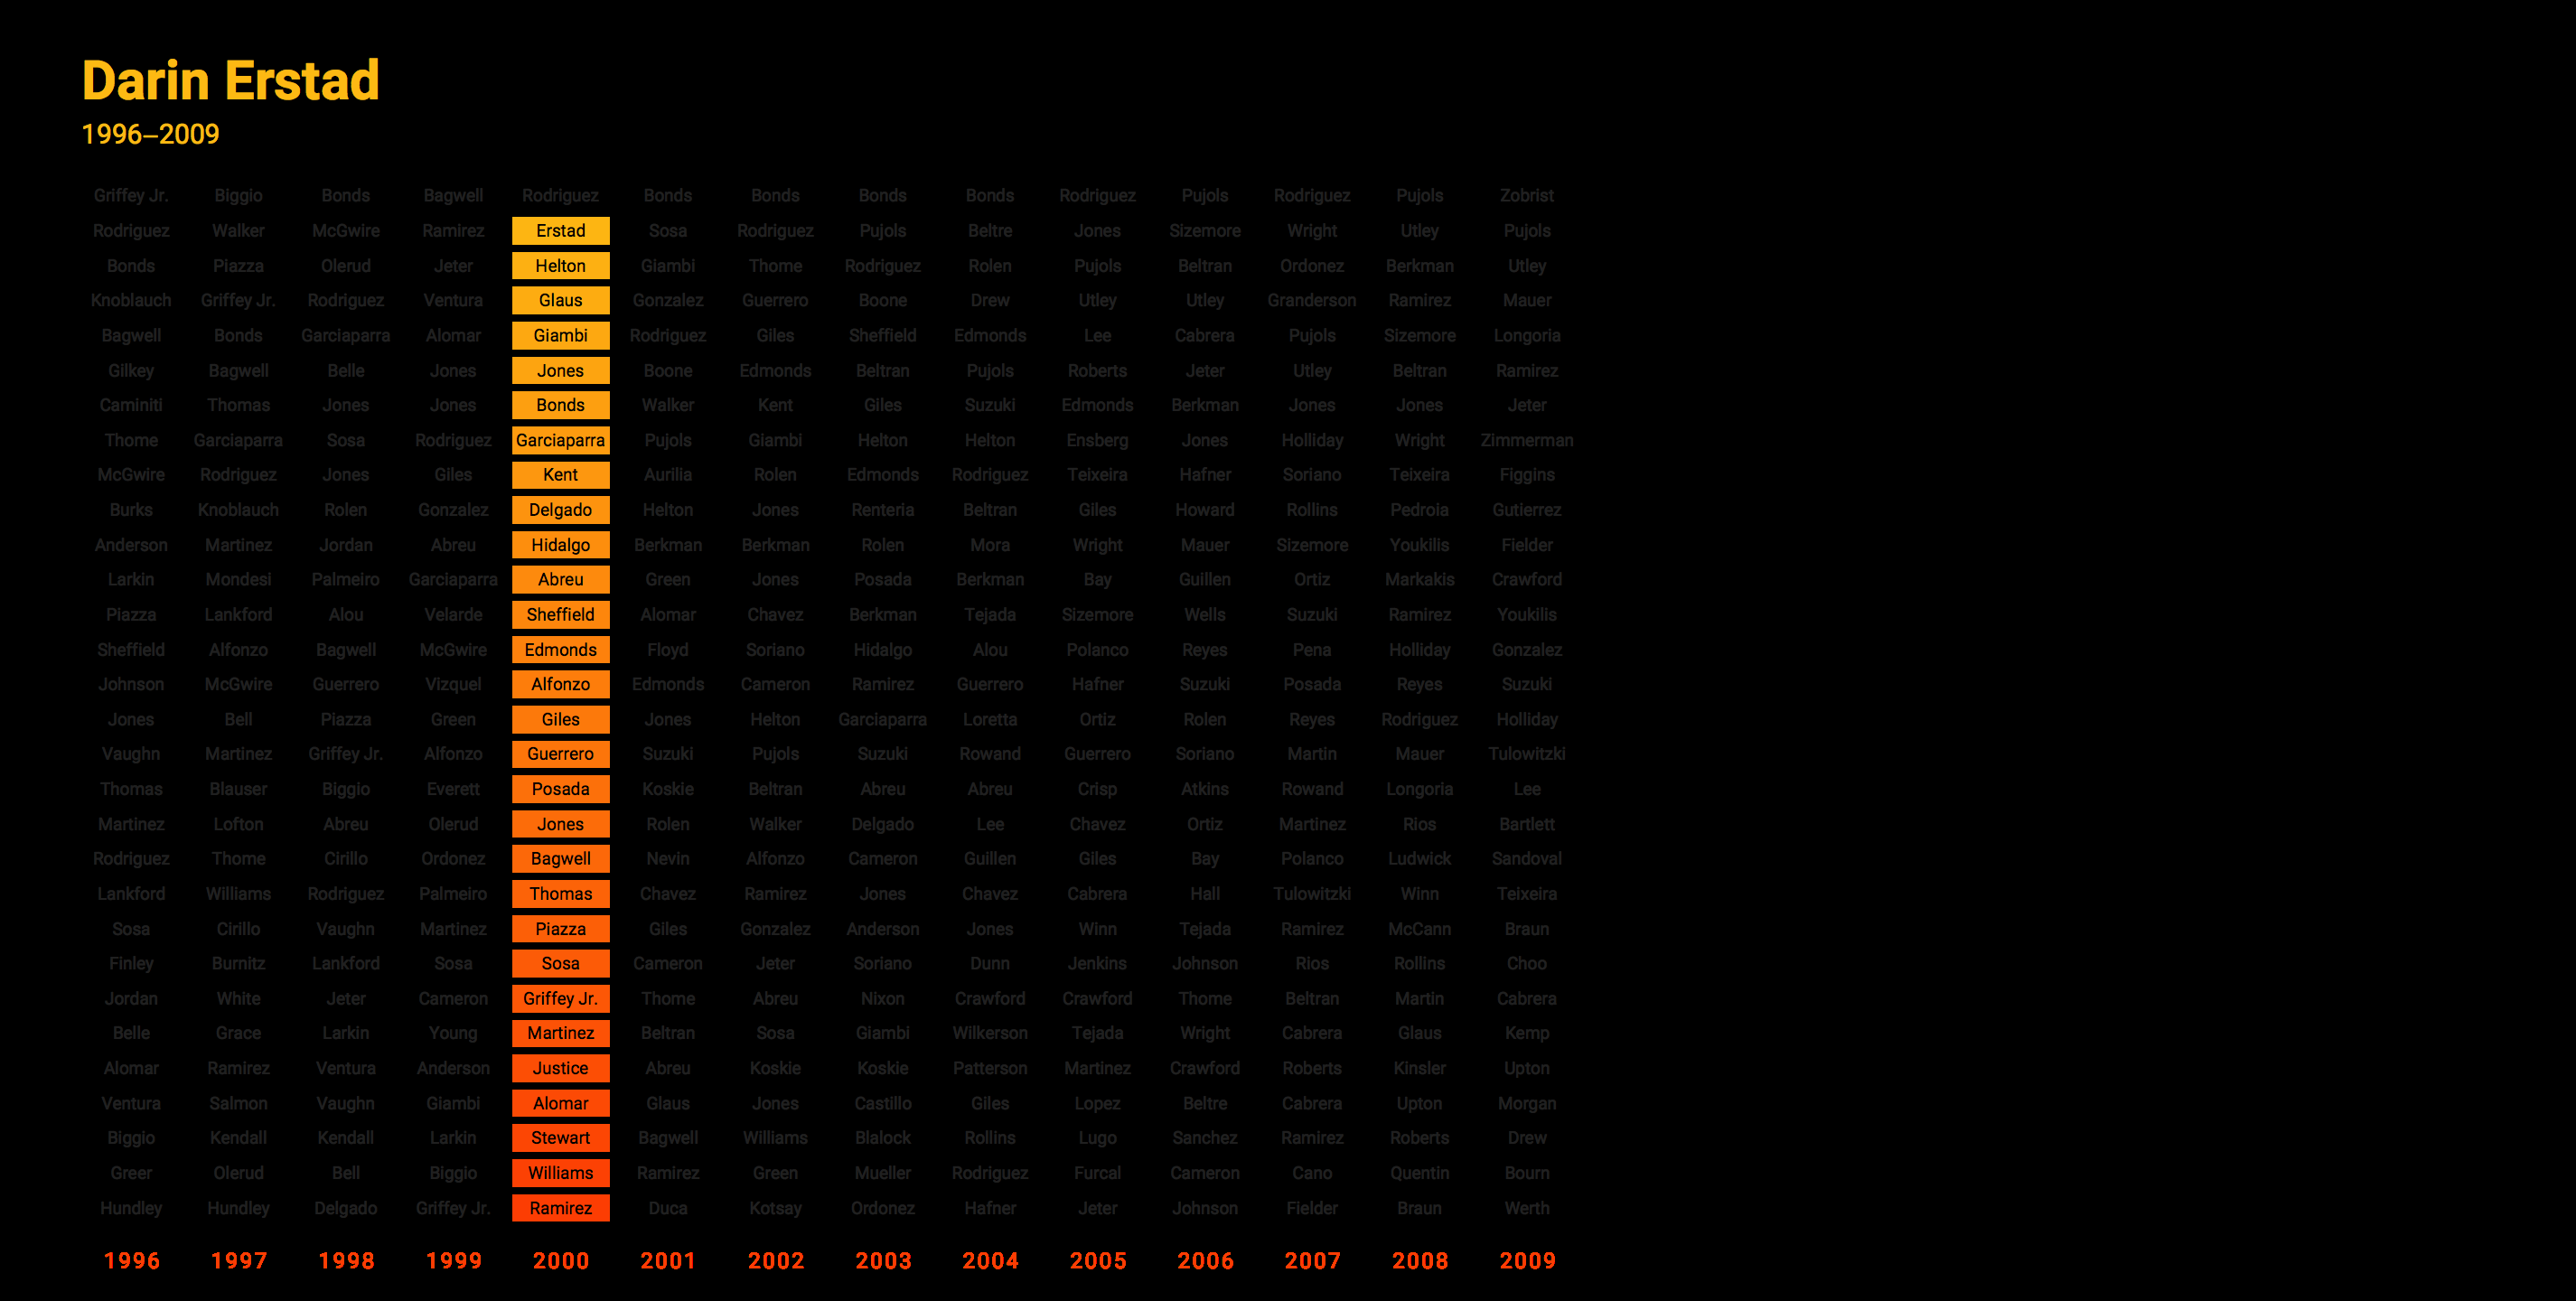 Darin Erstad
1996–2009
Griffey Jr. Biggio Bonds Bagwell Rodriguez Bonds Bonds Bonds Bonds Rodriguez Pujols Rodriguez Pujols Zobrist
Rodriguez Walker McGwire Ramirez Erstad Sosa Rodriguez Pujols Beltre Jones Sizemore Wright Utley Pujols
Bonds Piazza Olerud Jeter Helton Giambi Thome Rodriguez Rolen Pujols Beltran Ordonez Berkman Utley
Knoblauch Griffey Jr. Rodriguez Ventura Glaus Gonzalez Guerrero Boone Drew Utley Utley Granderson Ramirez Mauer
Bagwell Bonds Garciaparra Alomar Giambi Rodriguez Giles Sheffield Edmonds Lee Cabrera Pujols Sizemore Longoria
Gilkey Bagwell Belle Jones Jones Boone Edmonds Beltran Pujols Roberts Jeter Utley Beltran Ramirez
Caminiti Thomas Jones Jones Bonds Walker Kent Giles Suzuki Edmonds Berkman Jones Jones Jeter
Thome Garciaparra Sosa Rodriguez Garciaparra Pujols Giambi Helton Helton Ensberg Jones Holliday Wright Zimmerman
McGwire Rodriguez Jones Giles Kent Aurilia Rolen Edmonds Rodriguez Teixeira Hafner Soriano Teixeira Figgins
Burks Knoblauch Rolen Gonzalez Delgado Helton Jones Renteria Beltran Giles Howard Rollins Pedroia Gutierrez
Anderson Martinez Jordan Abreu Hidalgo Berkman Berkman Rolen Mora Wright Mauer Sizemore Youkilis Fielder
Larkin Mondesi Palmeiro Garciaparra Abreu Green Jones Posada Berkman Bay Guillen Ortiz Markakis Crawford
Piazza Lankford Alou Velarde Sheffield Alomar Chavez Berkman Tejada Sizemore Wells Suzuki Ramirez Youkilis
Sheffield Alfonzo Bagwell McGwire Edmonds Floyd Soriano Hidalgo Alou Polanco Reyes Pena Holliday Gonzalez
Johnson McGwire Guerrero Vizquel Alfonzo Edmonds Cameron Ramirez Guerrero Hafner Suzuki Posada Reyes Suzuki
Jones Bell Piazza Green Giles Jones Helton Garciaparra Loretta Ortiz Rolen Reyes Rodriguez Holliday
Vaughn Martinez Griffey Jr. Alfonzo Guerrero Suzuki Pujols Suzuki Rowand Guerrero Soriano Martin Mauer Tulowitzki
Thomas Blauser Biggio Everett Posada Koskie Beltran Abreu Abreu Crisp Atkins Rowand Longoria Lee
Martinez Lofton Abreu Olerud Jones Rolen Walker Delgado Lee Chavez Ortiz Martinez Rios Bartlett
Rodriguez Thome Cirillo Ordonez Bagwell Nevin Alfonzo Cameron Guillen Giles Bay Polanco Ludwick Sandoval
Lankford Williams Rodriguez Palmeiro Thomas Chavez Ramirez Jones Chavez Cabrera Hall Tulowitzki Winn Teixeira
Sosa Cirillo Vaughn Martinez Piazza Giles Gonzalez Anderson Jones Winn Tejada Ramirez McCann Braun
Finley Burnitz Lankford Sosa Sosa Cameron Jeter Soriano Dunn Jenkins Johnson Rios Rollins Choo
Jordan White Jeter Cameron Griffey Jr. Thome Abreu Nixon Crawford Crawford Thome Beltran Martin Cabrera
Belle Grace Larkin Young Martinez Beltran Sosa Giambi Wilkerson Tejada Wright Cabrera Glaus Kemp
Alomar Ramirez Ventura Anderson Justice Abreu Koskie Koskie Patterson Martinez Crawford Roberts Kinsler Upton
Ventura Salmon Vaughn Giambi Alomar Glaus Jones Castillo Giles Lopez Beltre Cabrera Upton Morgan
Biggio Kendall Kendall Larkin Stewart Bagwell Williams Blalock Rollins Lugo Sanchez Ramirez Roberts Drew
Greer Olerud Bell Biggio Williams Ramirez Green Mueller Rodriguez Furcal Cameron Cano Quentin Bourn
Hundley Hundley Delgado Griffey Jr. Ramirez Duca Kotsay Ordonez Hafner Jeter Johnson Fielder Braun Werth
1996 1997 1998 1999 2000 2001 2002 2003 2004 2005 2006 2007 2008 2009